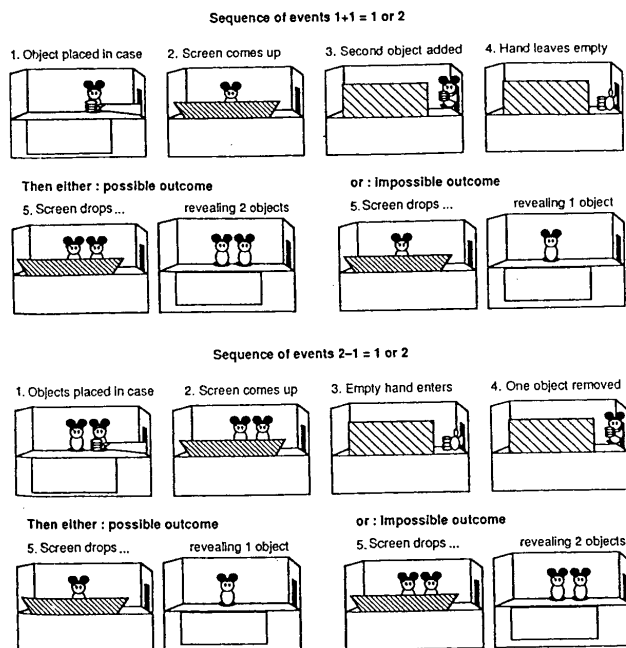 Sequence of events 1+1 = 1 or 2
1. Object placed in case
2. Screen comes up
3. Second object added
4. Hand leaves empty
Then either : possible outcome
or : impossible outcome
5. Screen drops ...
revealing 2 objects
5. Screen drops ...
revealing 1 object
Sequence of events 2–1 = 1 or 2
1. Objects placed in case
2. Screen comes up
3. Empty hand enters
4. One object removed
Then either : possible outcome
or : Impossible outcome
5. Screen drops ...
revealing 1 object
5. Screen drops ...
revealing 2 objects